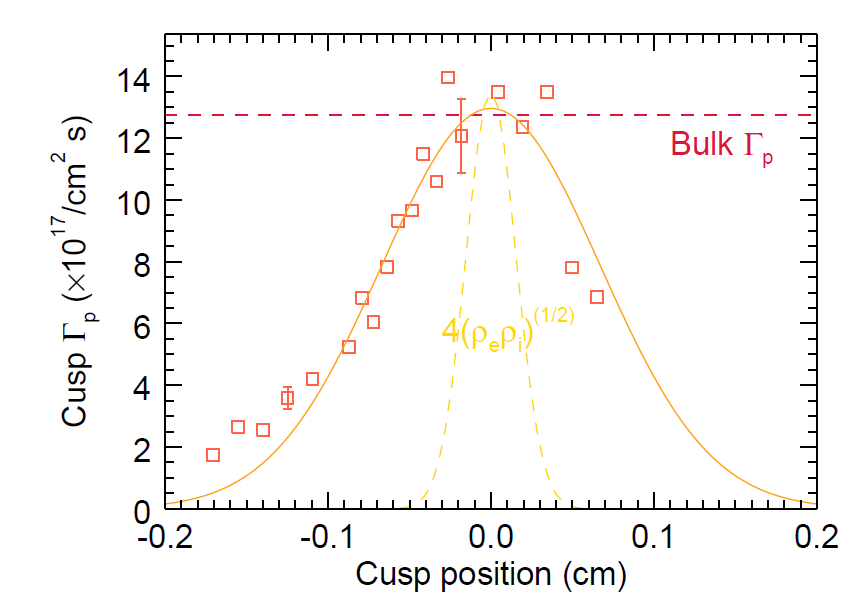 14
12
10
8
6
4
2
0
Cusp Γp (×10^17/cm^2 s)
Bulk Γp
4(ρeρi)^(1/2)
-0.2 -0.1 0.0 0.1 0.2
Cusp position (cm)